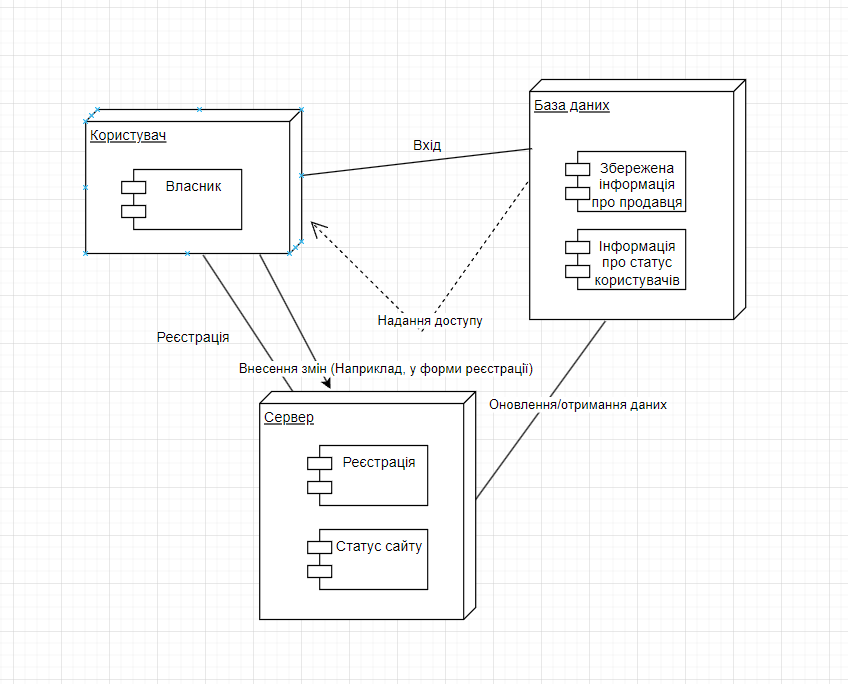 Користувач
Власник
Вхід
База даних
Збережена
інформація
про продавця
Інформація
про статус
користувачів
Надання доступу
Реєстрація
Внесення змін (Наприклад, у форми реєстрації)
Оновлення/отримання даних
Сервер
Реєстрація
Статус сайту